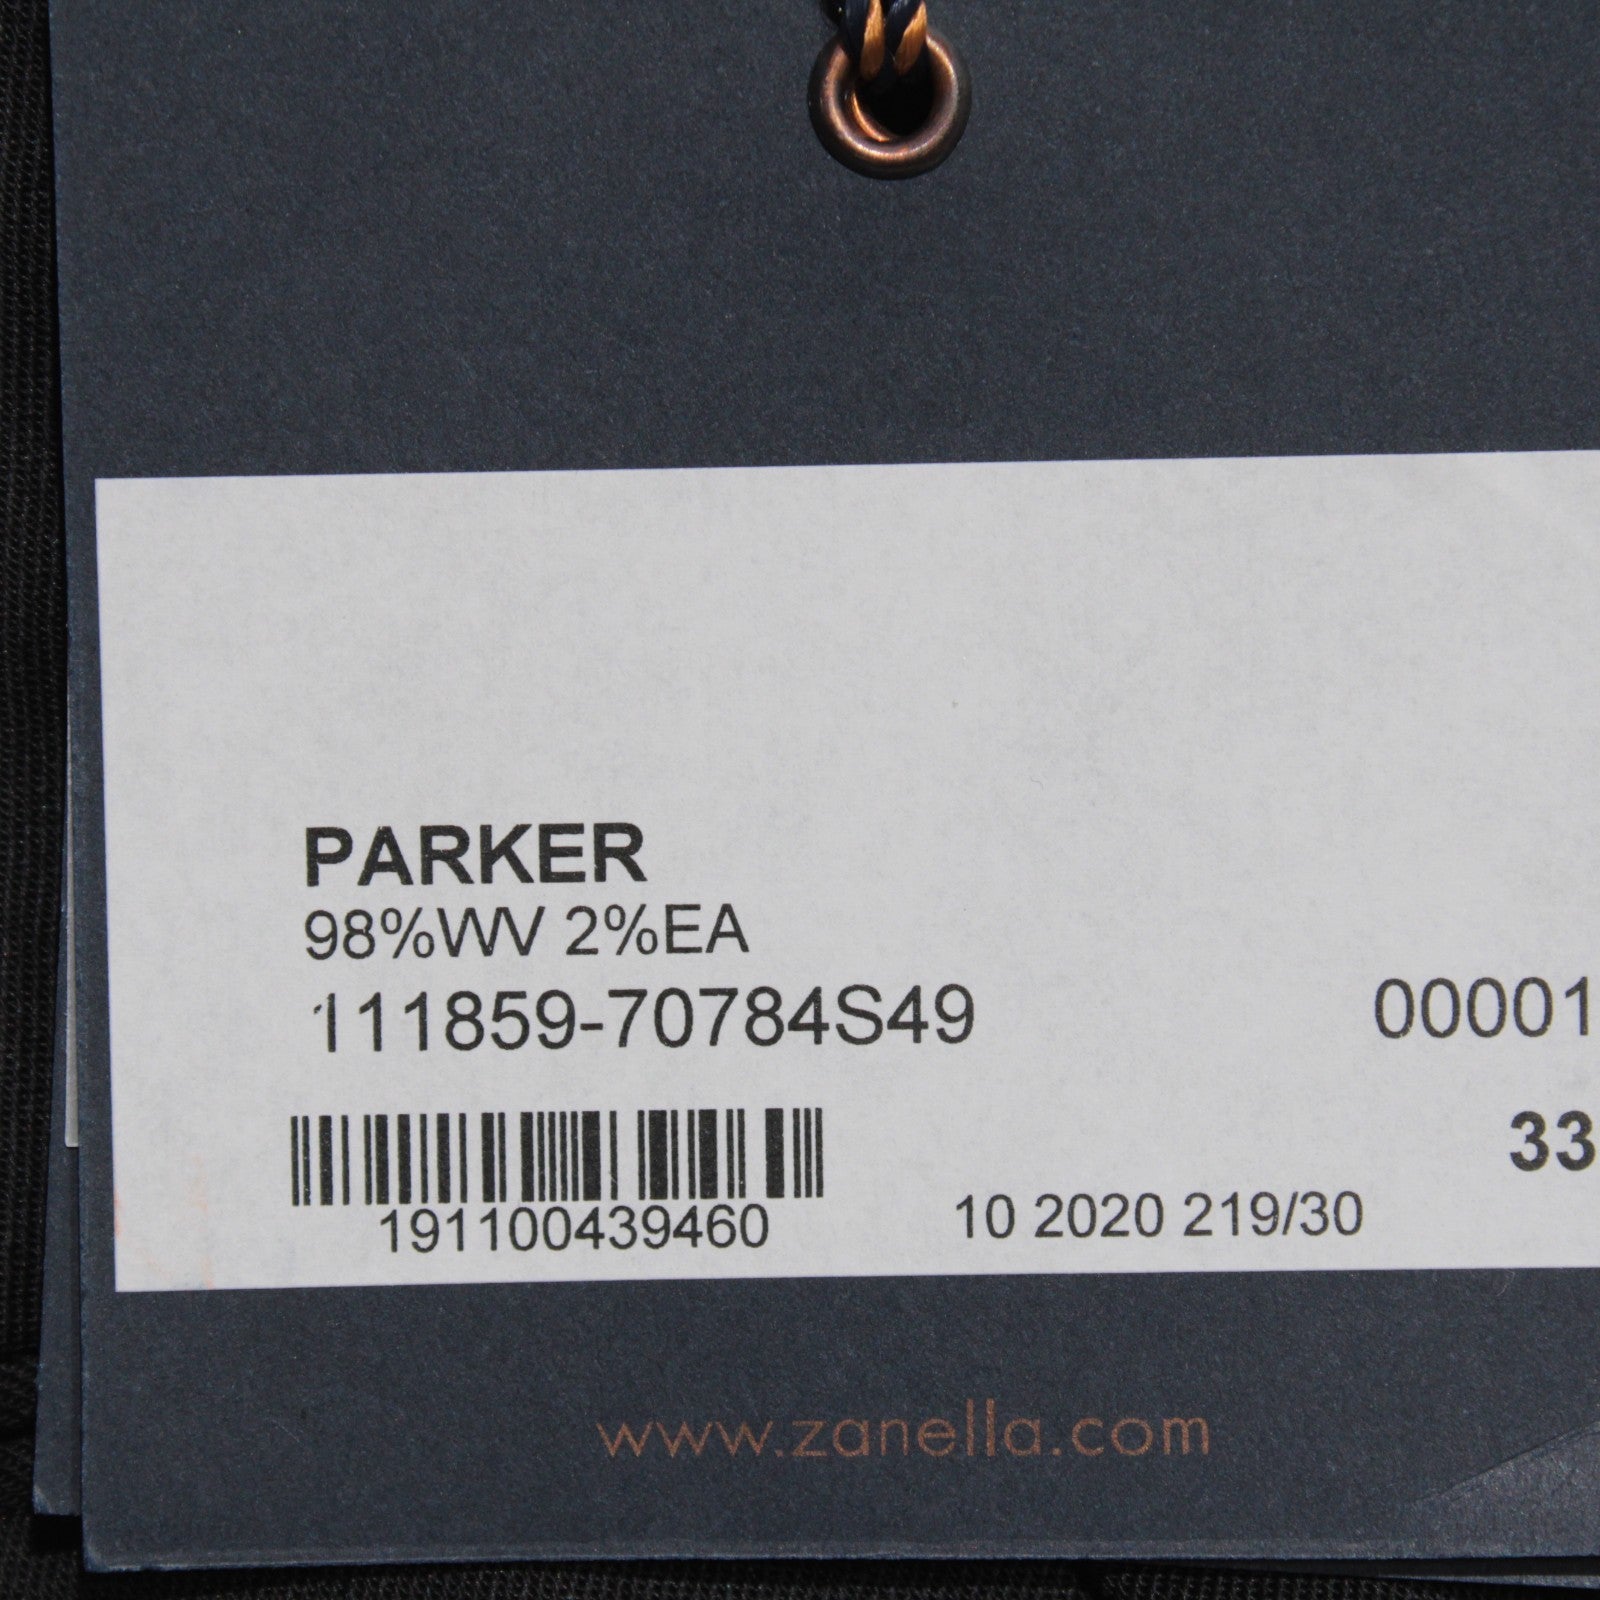 PARKER
98%WV 2%EA
111859-70784S49 00001
33
191100439460 10 2020 219/30
www.zanella.com